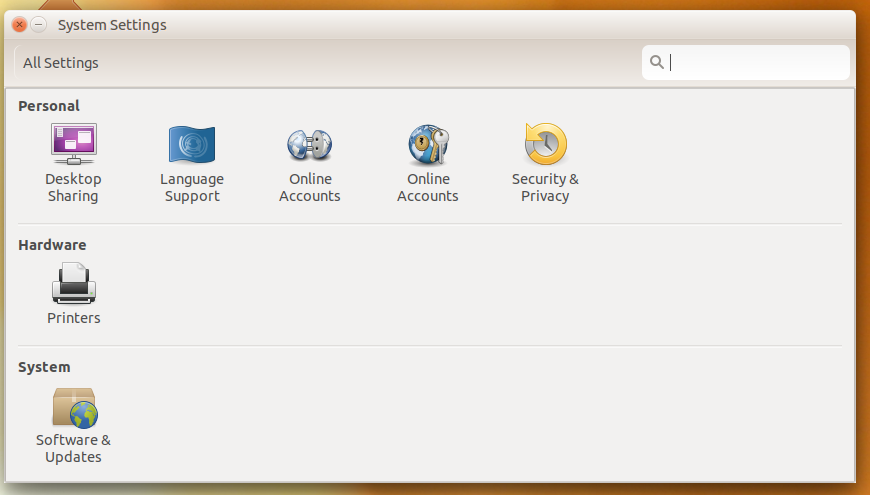 System Settings
All Settings
Personal
Desktop
Sharing
Language
Support
Online
Accounts
Online
Accounts
Security &
Privacy
Hardware
Printers
System
Software &
Updates